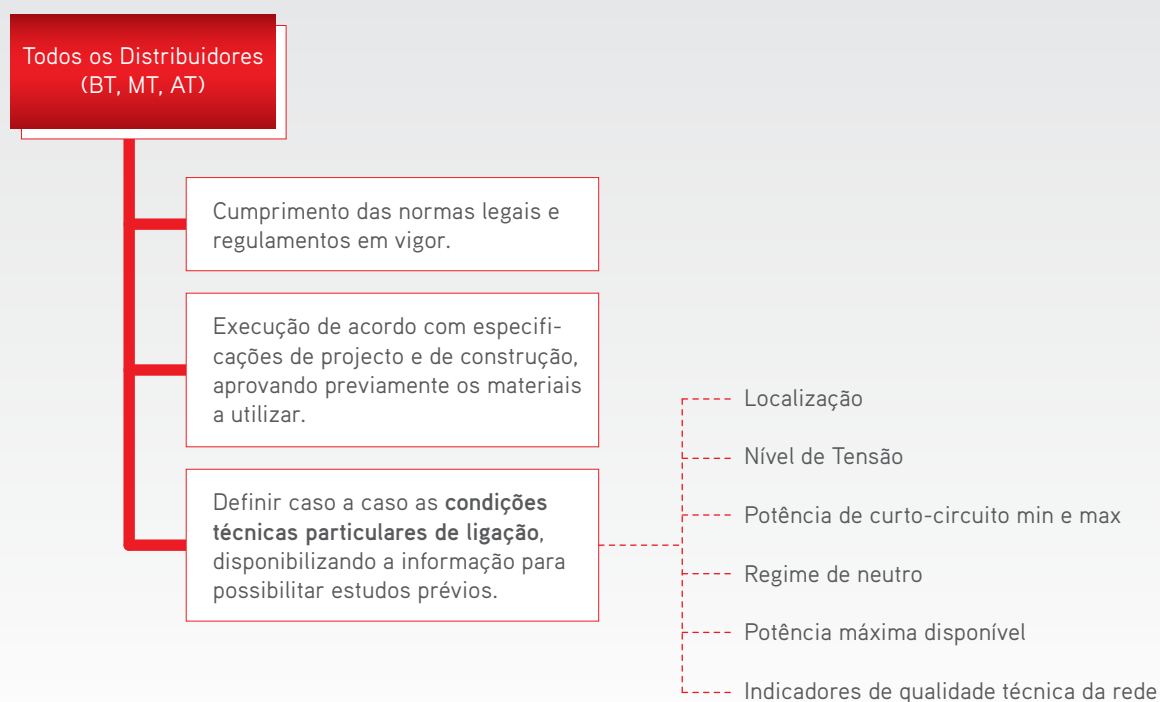 Todos os Distribuidores
(BT, MT, AT)
Cumprimento das normas legais e
regulamentos em vigor.
Execução de acordo com especifi-
cações de projecto e de construção,
aprovando previamente os materiais
a utilizar.
Definir caso a caso as condições
técnicas particulares de ligação,
disponibilizando a informação para
possibilitar estudos prévios.
Localização
Nível de Tensão
Potência de curto-circuito min e max
Regime de neutro
Potência máxima disponível
Indicadores de qualidade técnica da rede